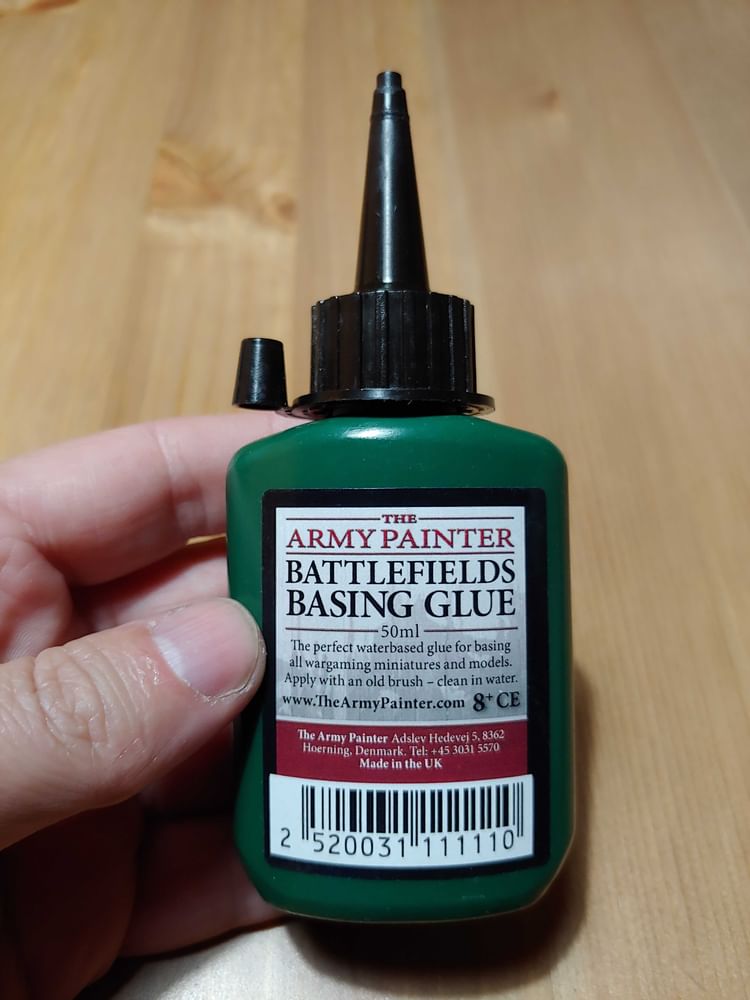 THE
ARMY PAINTER
BATTLEFIELDS
BASING GLUE
50ml
The perfect waterbased glue for basing
all wargaming miniatures and models.
Apply with an old brush – clean in water.
www.TheArmyPainter.com 8+ CE
The Army Painter Adslev Hedevej 5, 8362
Hoerning, Denmark. Tel: +45 3031 5570
Made in the UK
2 520031 111110